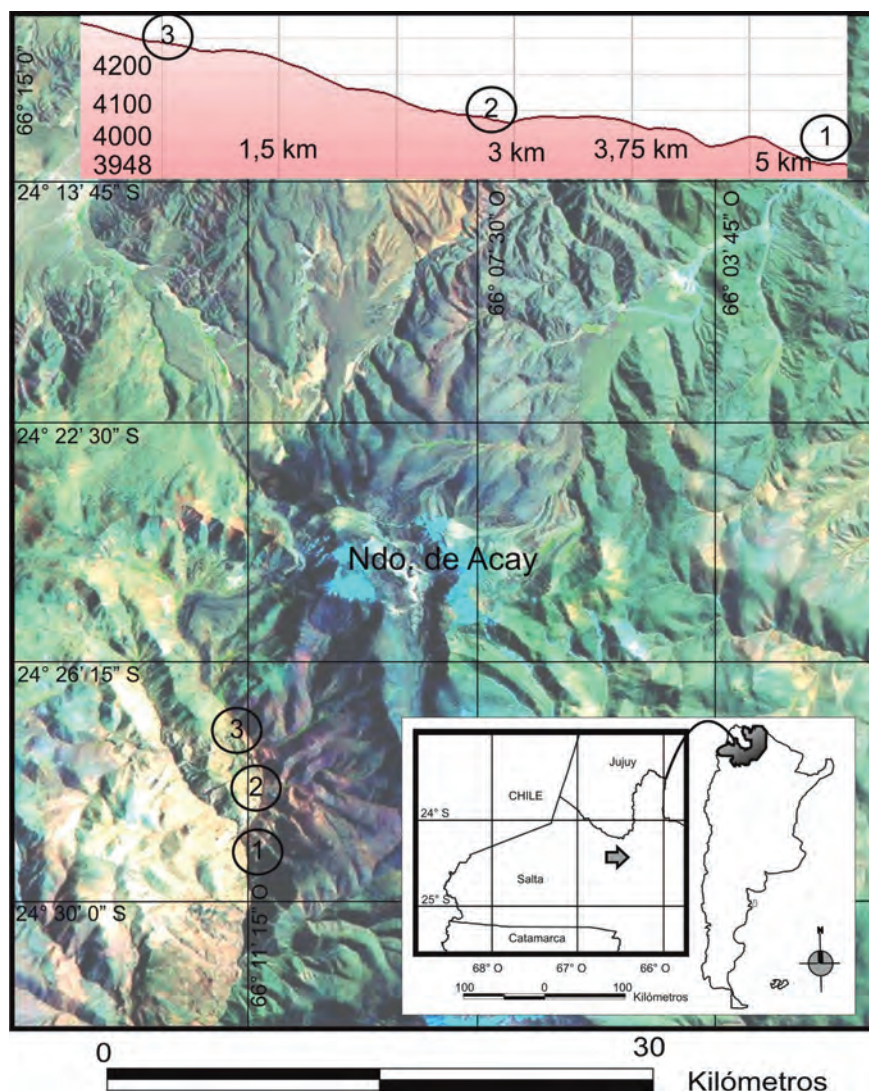 3
66° 15' 0"
4200
4100
2
4000
1
1,5 km
3 km
3,75 km
5 km
3948
24° 13' 45" S
66° 07' 30" O
66° 03' 45" O
24° 22' 30" S
Ndo. de Acay
24° 26' 15" S
3
2
1
24° 30' 0" S
66° 11' 15" O
Jujuy
CHILE
24° S
Salta
25° S
Catamarca
68° O
67° O
66° O
100
0
100
Kilómetros
N
0
30
Kilómetros